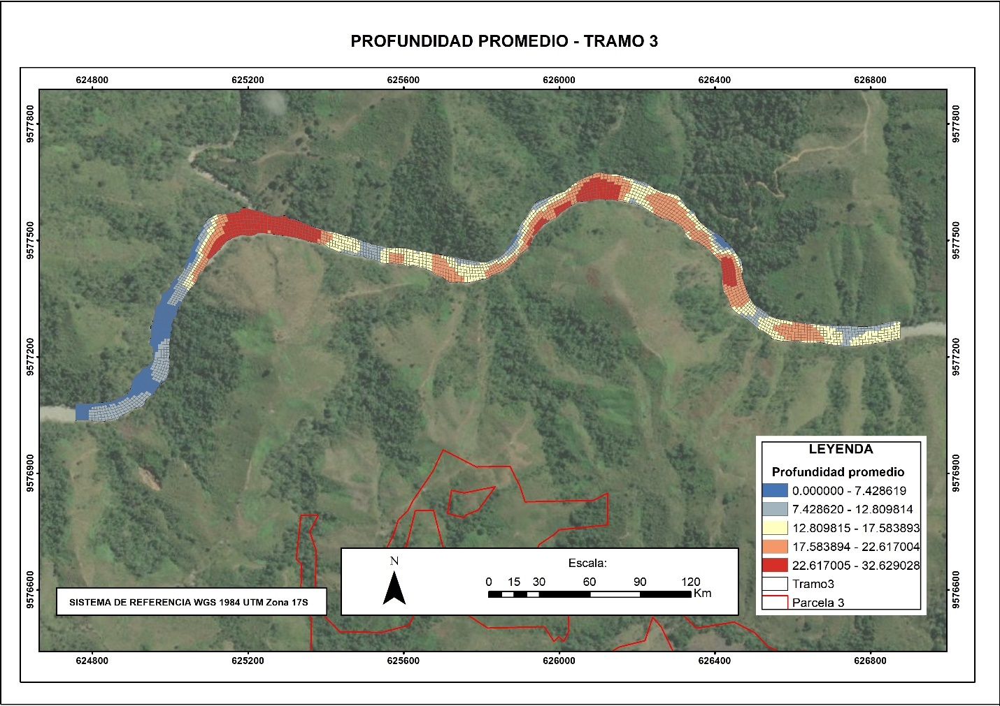 PROFUNDIDAD PROMEDIO - TRAMO 3
624800 625200 625600 626000 626400 626800
9577800 9577800
9577500 9577500
9577200 9577200
9576900 9576900
9576600 9576600
LEYENDA
Profundidad promedio
0.000000 - 7.428619
7.428620 - 12.809814
12.809815 - 17.583893
17.583894 - 22.617004
22.617005 - 32.629028
Tramo3
Parcela 3
N
Escala:
0 15 30 60 90 120
Km
SISTEMA DE REFERENCIA WGS 1984 UTM Zona 17S
624800 625200 625600 626000 626400 626800